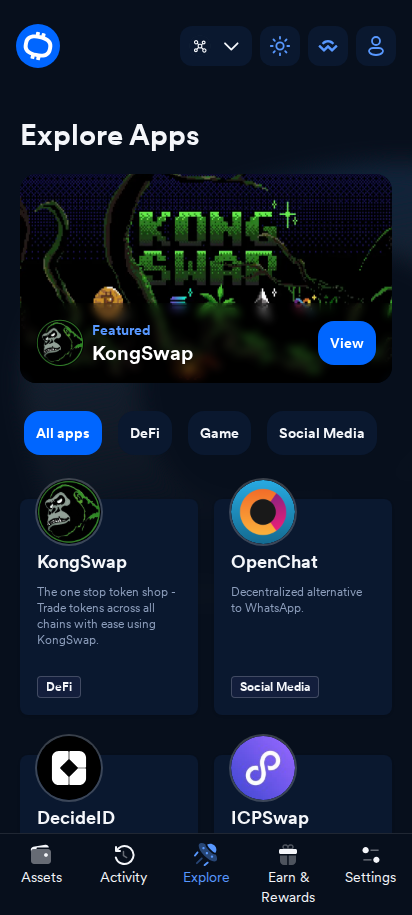 Explore Apps
KONG
SWAP
Featured
KongSwap
View
All apps
DeFi
Game
Social Media
KongSwap
The one stop token shop -
Trade tokens across all
chains with ease using
KongSwap.
DeFi
OpenChat
Decentralized alternative
to WhatsApp.
Social Media
DecideID
ICPSwap
Assets
Activity
Explore
Earn &
Rewards
Settings